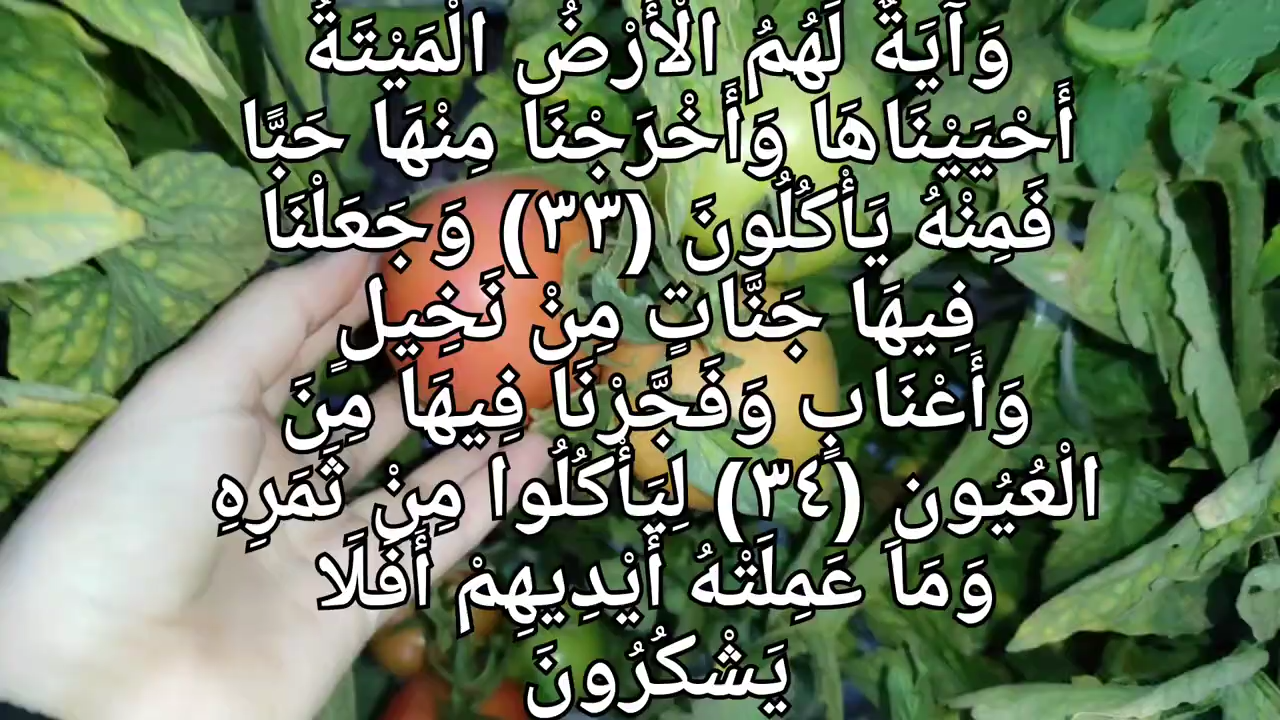 وَآيَةٌ لَهُمُ الْأَرْضُ الْمَيْتَةُ
أَحْيَيْنَاهَا وَأَخْرَجْنَا مِنْهَا حَبًّا
فَمِنْهُ يَأْكُلُونَ (٣٣) وَجَعَلْنَا
فِيهَا جَنَّاتٍ مِنْ نَخِيلٍ
وَأَعْنَابٍ وَفَجَّرْنَا فِيهَا مِنَ
الْعُيُونِ (٣٤) لِيَأْكُلُوا مِنْ ثَمَرِهِ
وَمَا عَمِلَتْهُ أَيْدِيهِمْ أَفَلَا
يَشْكُرُونَ